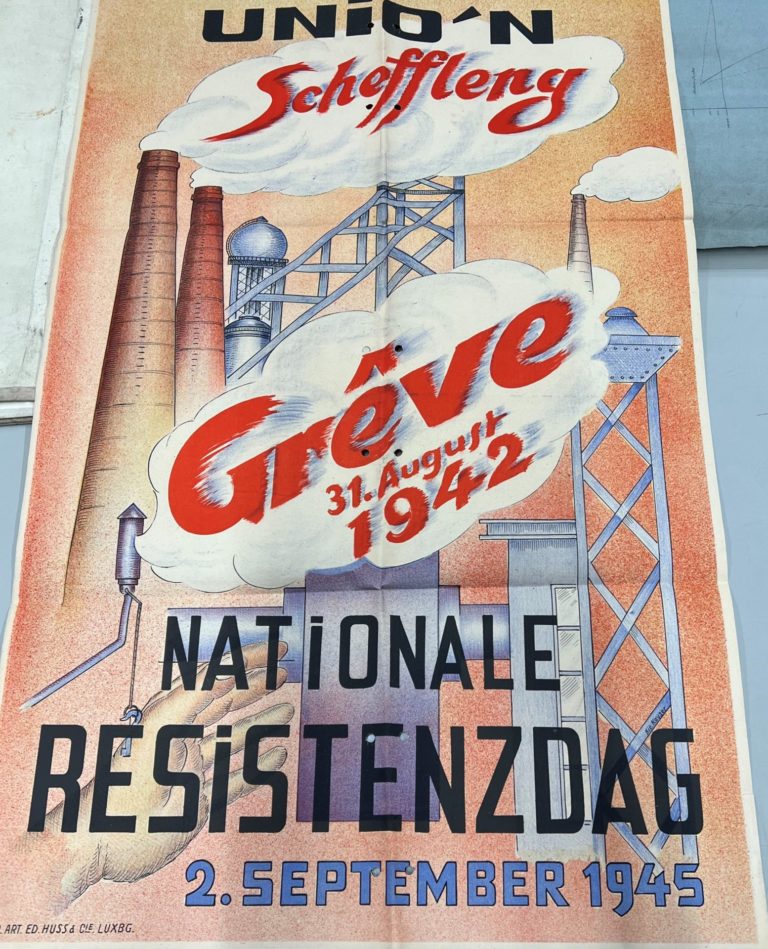 UNiO'N
Scheffleng
Grêve
31. August
1942
NATiONALE
RESiSTENZDAG
2. SEPTEMBER 1945
ART. ED. HUSS & CIE. LUXBG.